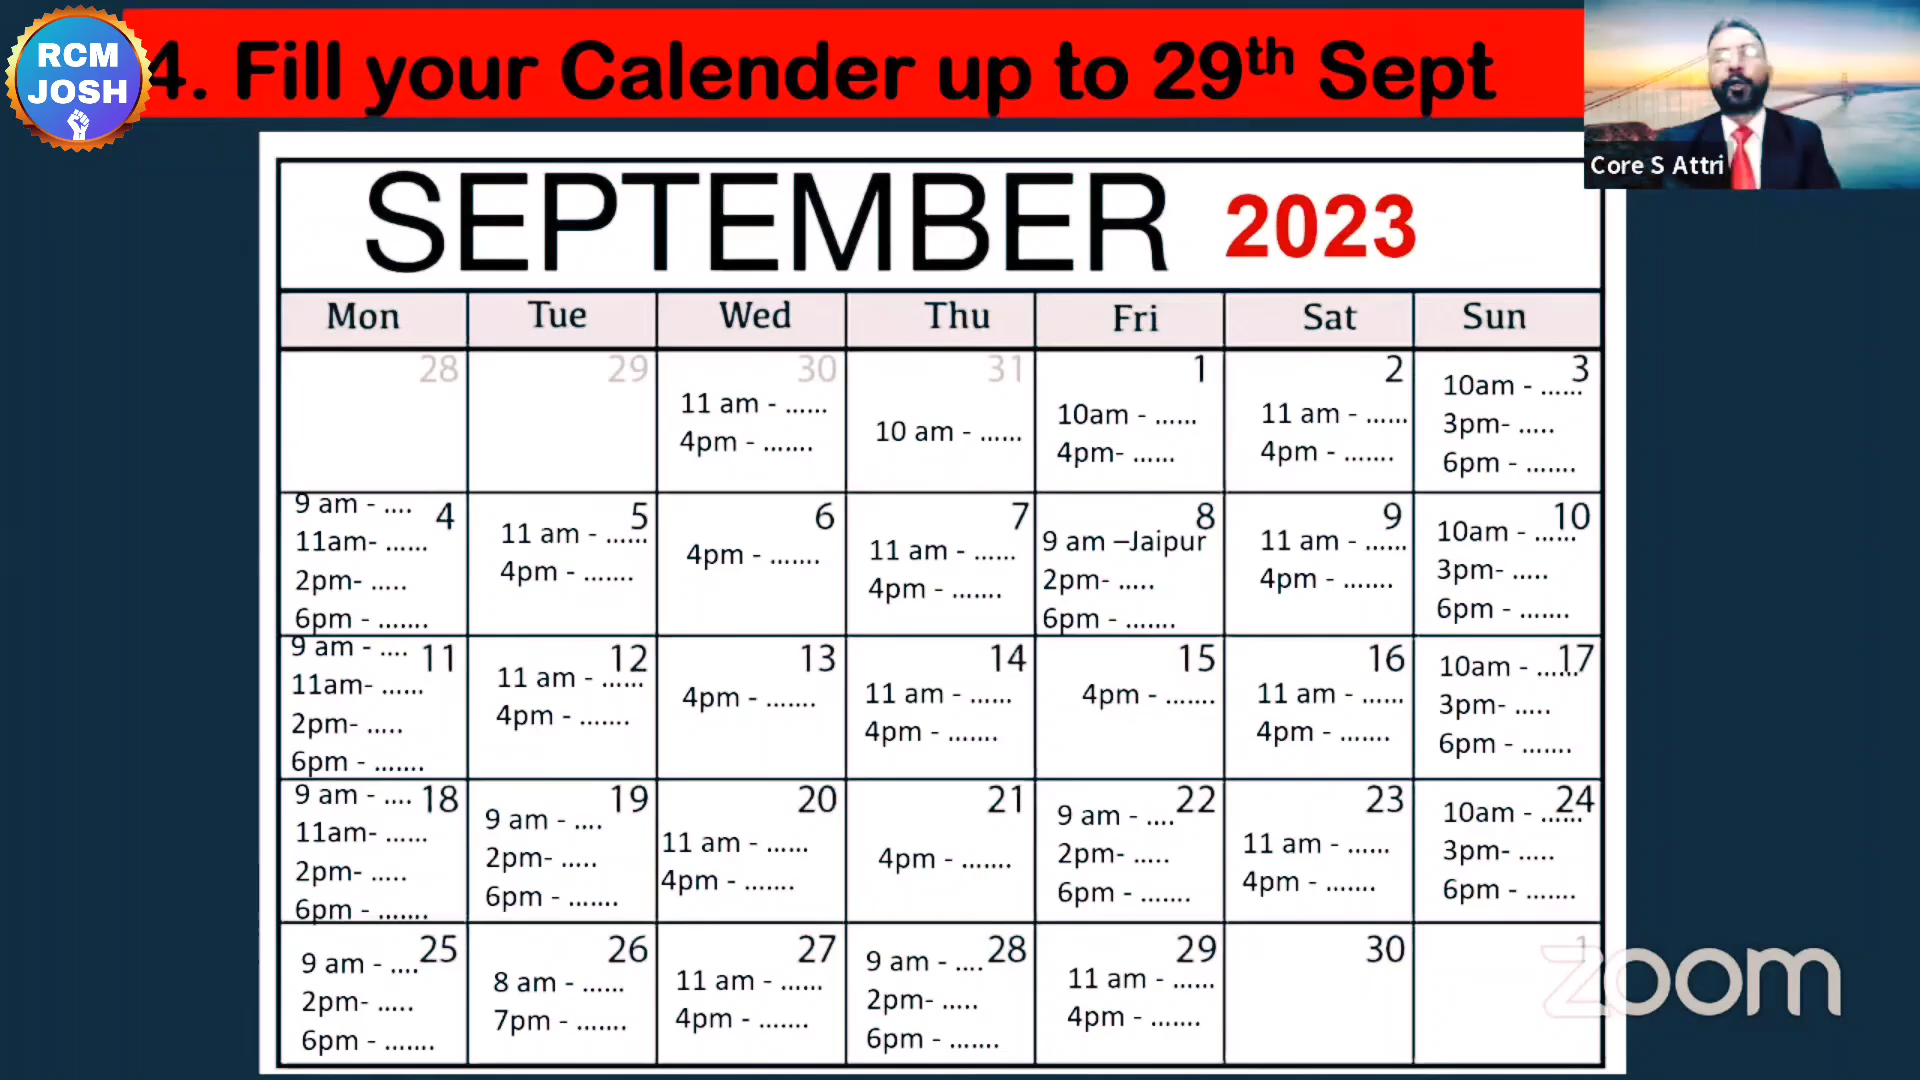 RCM
JOSH
4. Fill your Calender up to 29th Sept
Core S Attri
SEPTEMBER 2023
Mon Tue Wed Thu Fri Sat Sun
28
29
30
11 am - ......
4pm - .......
31
10 am - ......
1
10am - ......
4pm- ......
2
11 am - ......
4pm - .......
3
10am - ......
3pm- .....
6pm - .......
4
9 am - ....
11am- ......
2pm- .....
6pm - .......
5
11 am - ......
4pm - .......
6
4pm - .......
7
11 am - ......
4pm - .......
8
9 am –Jaipur
2pm- .....
6pm - .......
9
11 am - ......
4pm - .......
10
10am - ......
3pm- .....
6pm - .......
11
9 am - ....
11am- ......
2pm- .....
6pm - .......
12
11 am - ......
4pm - .......
13
4pm - .......
14
11 am - ......
4pm - .......
15
4pm - .......
16
11 am - ......
4pm - .......
17
10am - ......
3pm- .....
6pm - .......
18
9 am - ....
11am- ......
2pm- .....
6pm - .......
19
9 am - ....
2pm- .....
6pm - .......
20
11 am - ......
4pm - .......
21
4pm - .......
22
9 am - ....
2pm- .....
6pm - .......
23
11 am - ......
4pm - .......
24
10am - ......
3pm- .....
6pm - .......
25
9 am - ....
2pm- .....
6pm - .......
26
8 am - ......
7pm - .......
27
11 am - ......
4pm - .......
28
9 am - ....
2pm- .....
6pm - .......
29
11 am - ......
4pm - .......
30
1
zoom